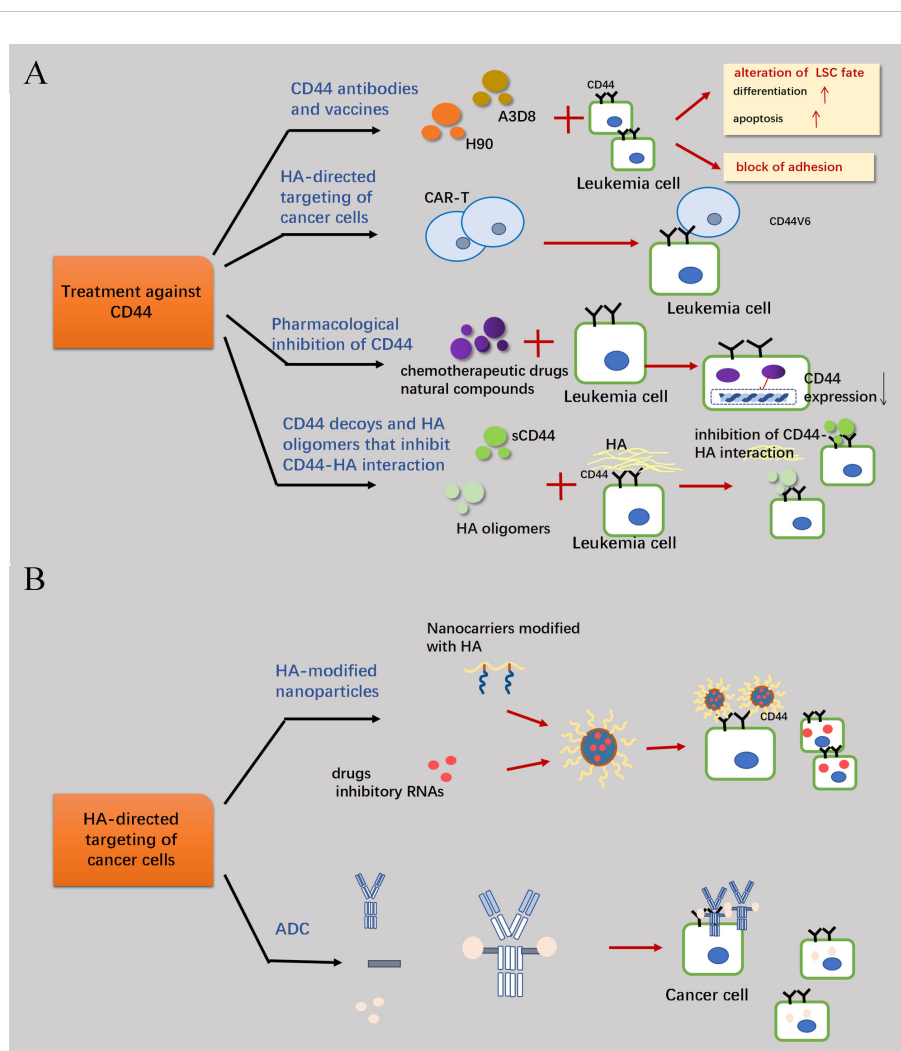 A
CD44 antibodies
and vaccines
A3D8
H90
CD44
Leukemia cell
alteration of LSC fate
differentiation ↑
apoptosis ↑
block of adhesion
HA-directed
targeting of
cancer cells
CAR-T
CD44V6
Leukemia cell
Treatment against
CD44
Pharmacological
inhibition of CD44
chemotherapeutic drugs
natural compounds
Leukemia cell
CD44
expression↓
CD44 decoys and HA
oligomers that inhibit
CD44-HA interaction
sCD44
HA oligomers
HA
CD44
Leukemia cell
inhibition of CD44-
HA interaction
B
HA-modified
nanoparticles
Nanocarriers modified
with HA
drugs
inhibitory RNAs
CD44
HA-directed
targeting of
cancer cells
ADC
Cancer cell